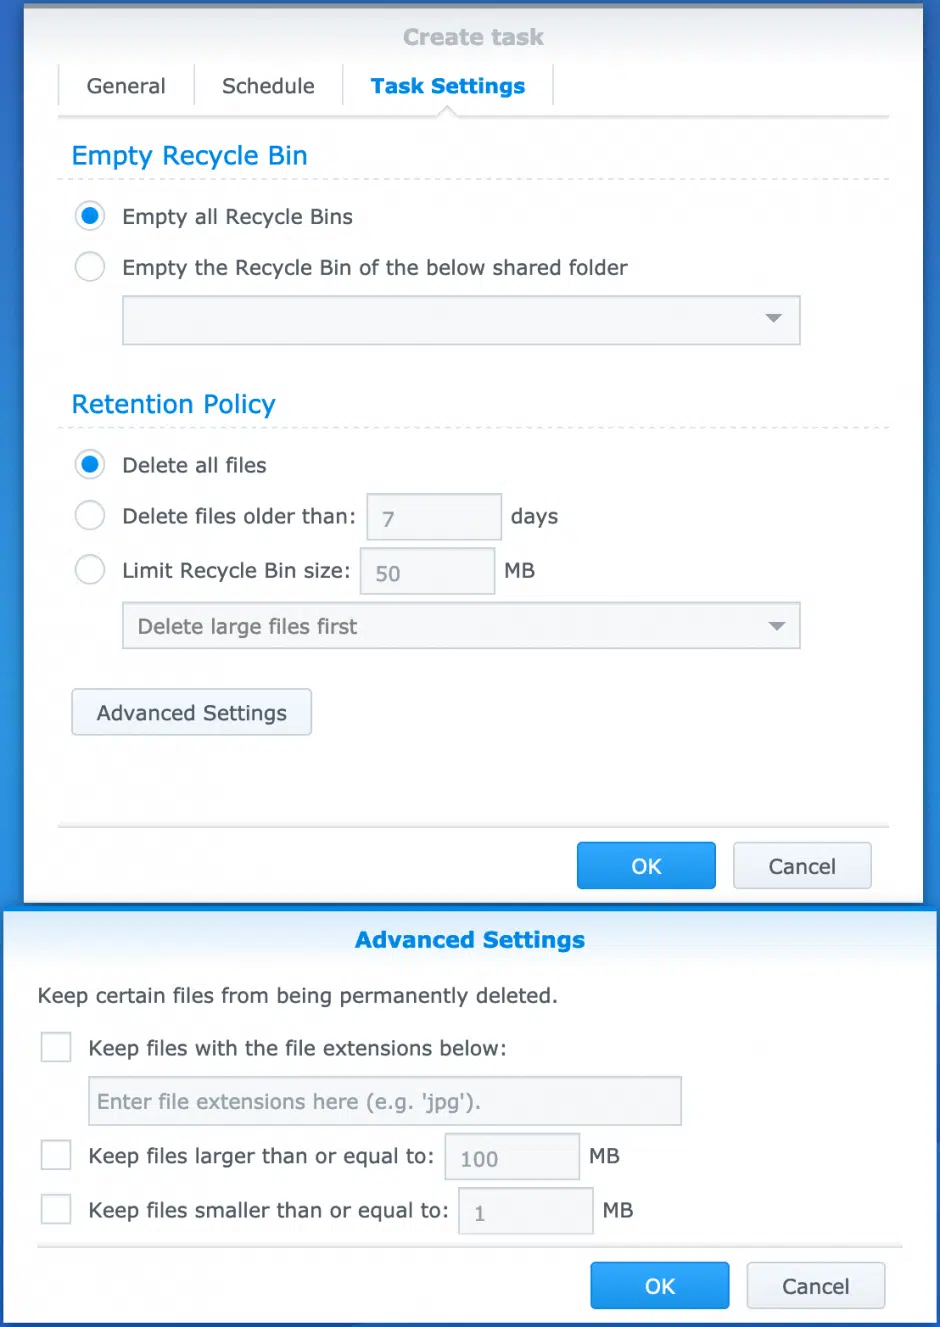 Create task
General Schedule Task Settings
Empty Recycle Bin
Empty all Recycle Bins
Empty the Recycle Bin of the below shared folder
Retention Policy
Delete all files
Delete files older than: 7 days
Limit Recycle Bin size: 50 MB
Delete large files first
Advanced Settings
OK Cancel
Advanced Settings
Keep certain files from being permanently deleted.
Keep files with the file extensions below:
Enter file extensions here (e.g. 'jpg').
Keep files larger than or equal to: 100 MB
Keep files smaller than or equal to: 1 MB
OK Cancel